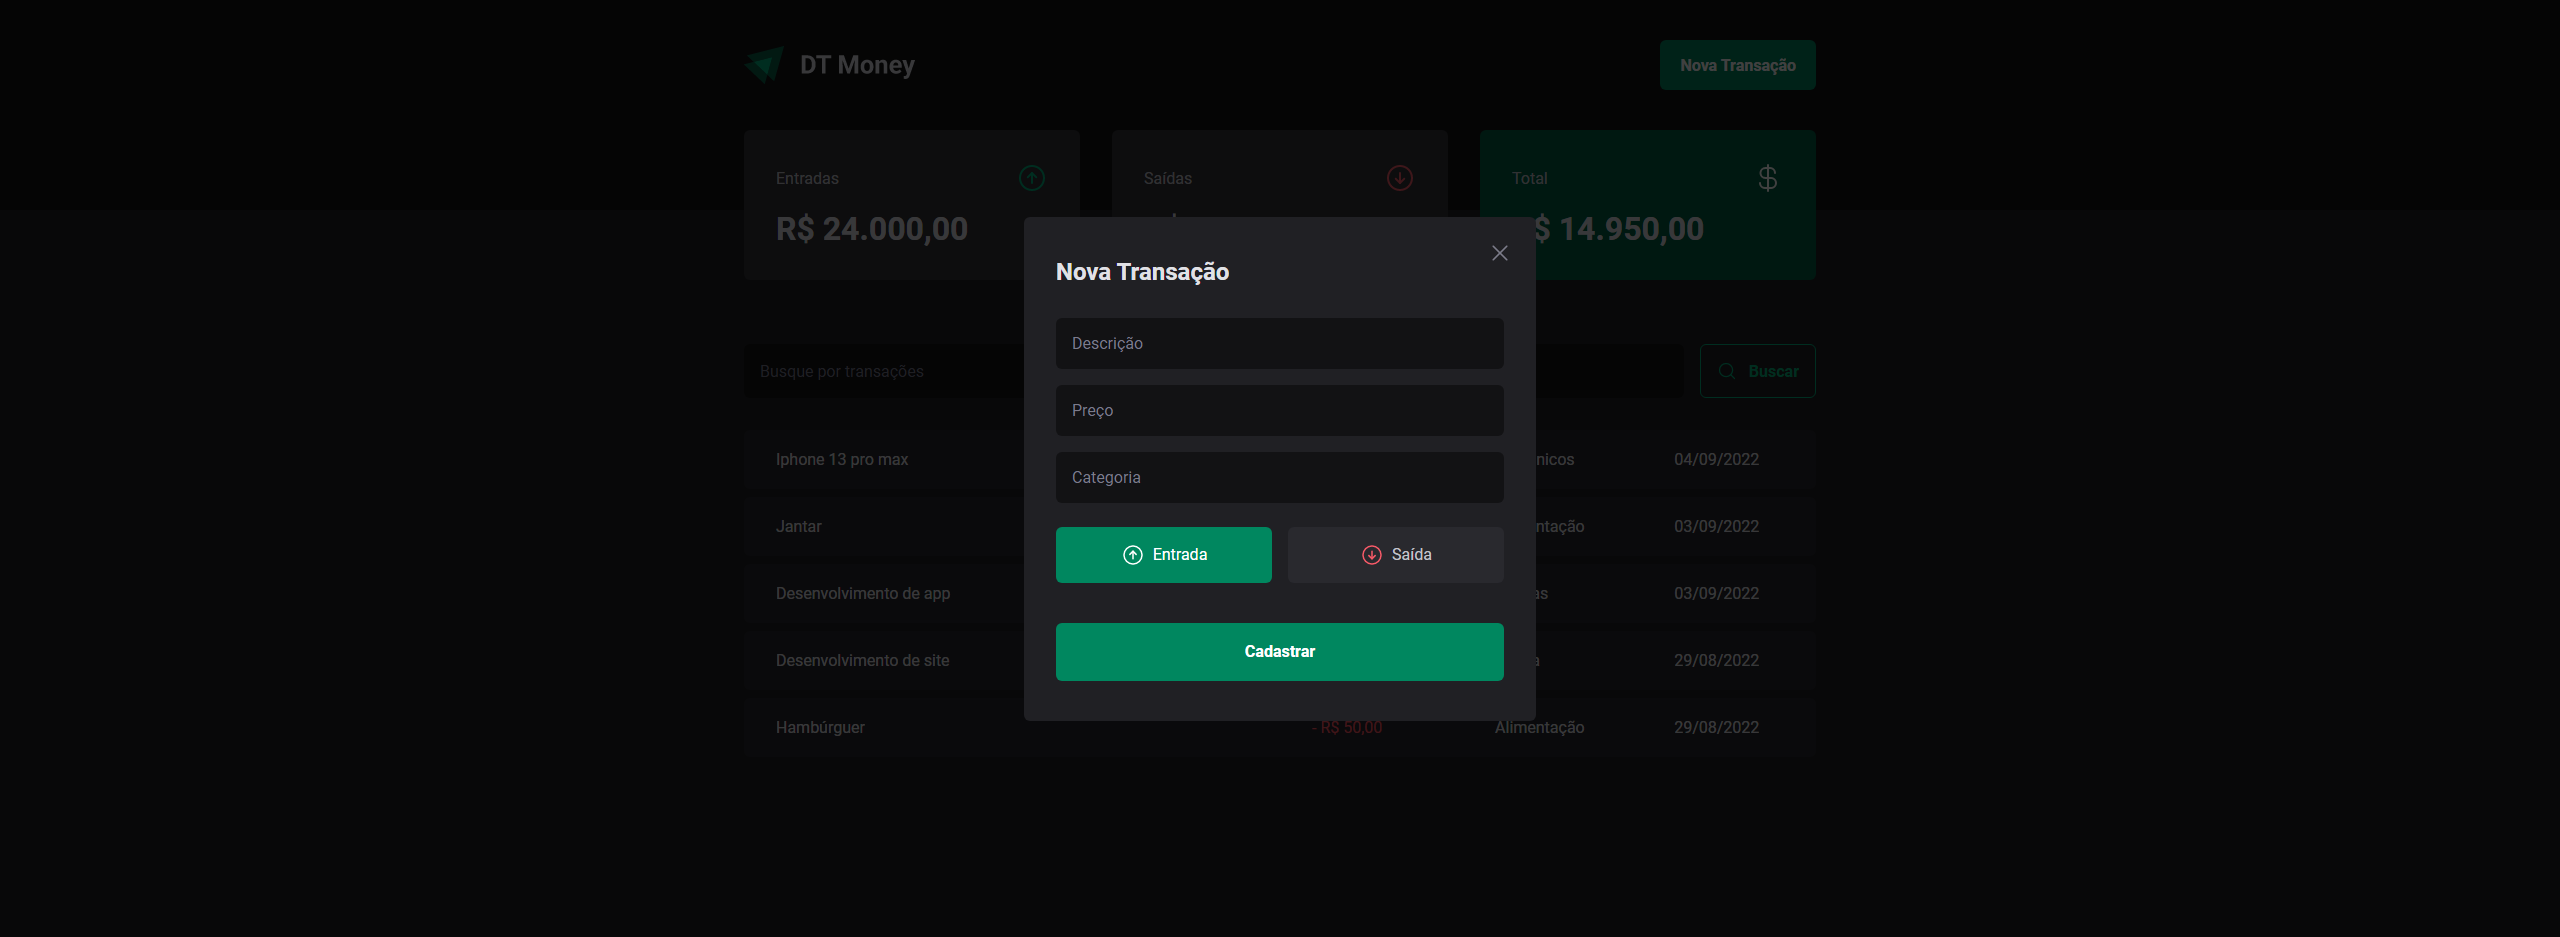 DT Money
Nova Transação
Entradas
Saídas
Total
R$ 24.000,00
$ 14.950,00
Nova Transação
Descrição
Busque por transações
Buscar
Preço
Iphone 13 pro max
nicos
04/09/2022
Categoria
Jantar
ntação
03/09/2022
Entrada
Saída
Desenvolvimento de app
as
03/09/2022
Cadastrar
Desenvolvimento de site
a
29/08/2022
Hambúrguer
- R$ 50,00
Alimentação
29/08/2022